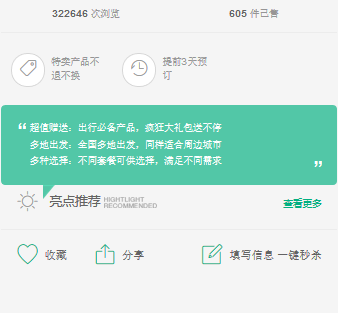 322646 次浏览
605 件已售
特卖产品不
退不换
提前3天预
订
“ 超值赠送：出行必备产品，疯狂大礼包送不停
多地出发：全国多地出发，同样适合周边城市
多种选择：不同套餐可供选择，满足不同需求 ”
亮点推荐 HIGHTLIGHT
RECOMMENDED
查看更多
收藏
分享
填写信息 一键秒杀